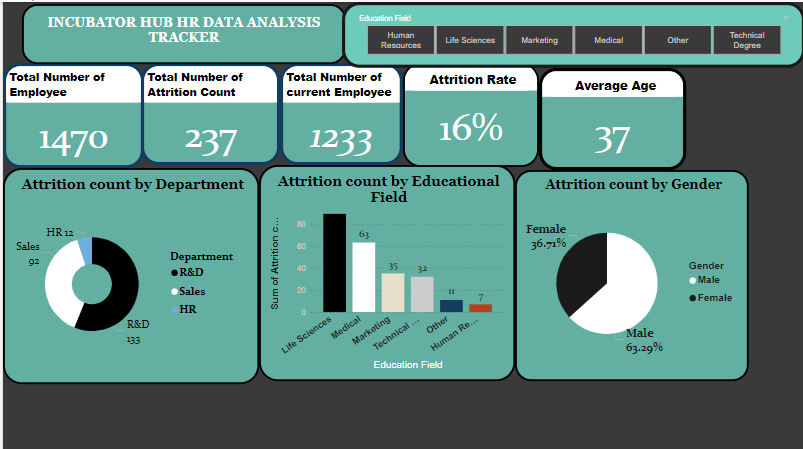 INCUBATOR HUB HR DATA ANALYSIS
TRACKER
Education Field
Human
Resources
Life Sciences
Marketing
Medical
Other
Technical
Degree
Total Number of
Employee
1470
Total Number of
Attrition Count
237
Total Number of
current Employee
1233
Attrition Rate
16%
Average Age
37
Attrition count by Department
HR 12
Sales
92
R&D
133
Department
R&D
Sales
HR
Attrition count by Educational
Field
Sum of Attrition c...
80
60
40
20
0
63
35
32
11
7
Life Sciences
Medical
Marketing
Technical ...
Other
Human Re...
Education Field
Attrition count by Gender
Female
36.71%
Male
63.29%
Gender
Male
Female